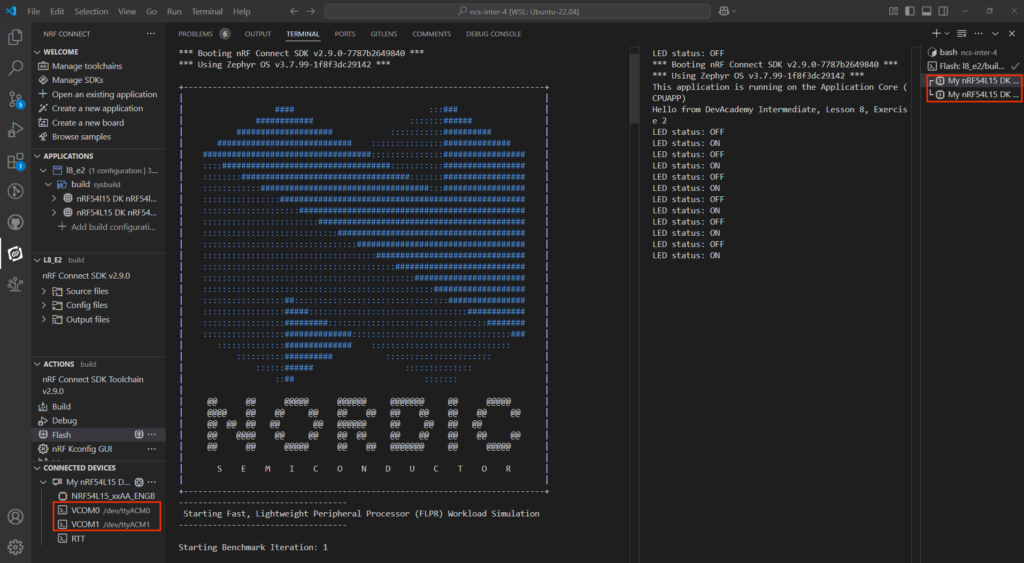 File Edit Selection View Go Run Terminal Help
ncs-inter-4 [WSL: Ubuntu-22.04]
NRF CONNECT
WELCOME
Manage toolchains
Manage SDKs
Open an existing application
Create a new application
Create a new board
Browse samples
APPLICATIONS
l8_e2 (1 configuration | 3...
build sysbuild
nRF54l15 DK nRF54l...
nRF54L15 DK nRF54...
Add build configurati...
L8_E2 build
nRF Connect SDK v2.9.0
Source files
Config files
Output files
ACTIONS build
nRF Connect SDK Toolchain
v2.9.0
Build
Debug
Flash
nRF Kconfig GUI
CONNECTED DEVICES
My nRF54L15 D...
NRF54L15_xxAA_ENGB
VCOM0 /dev/ttyACM0
VCOM1 /dev/ttyACM1
RTT
5
1
PROBLEMS 6 OUTPUT TERMINAL PORTS GITLENS COMMENTS DEBUG CONSOLE
*** Booting nRF Connect SDK v2.9.0-7787b2649840 ***
*** Using Zephyr OS v3.7.99-1f8f3dc29142 ***
NORDIC
S E M I C O N D U C T O R
Starting Fast, Lightweight Peripheral Processor (FLPR) Workload Simulation
Starting Benchmark Iteration: 1
LED status: OFF
*** Booting nRF Connect SDK v2.9.0-7787b2649840 ***
*** Using Zephyr OS v3.7.99-1f8f3dc29142 ***
This application is running on the Application Core (
CPUAPP)
Hello from DevAcademy Intermediate, Lesson 8, Exercis
e 2
LED status: OFF
LED status: ON
LED status: OFF
LED status: ON
LED status: OFF
LED status: ON
LED status: OFF
LED status: ON
LED status: OFF
LED status: ON
LED status: OFF
LED status: ON
bash ncs-inter-4
Flash: l8_e2/buil...
My nRF54L15 DK ...
My nRF54L15 DK ...